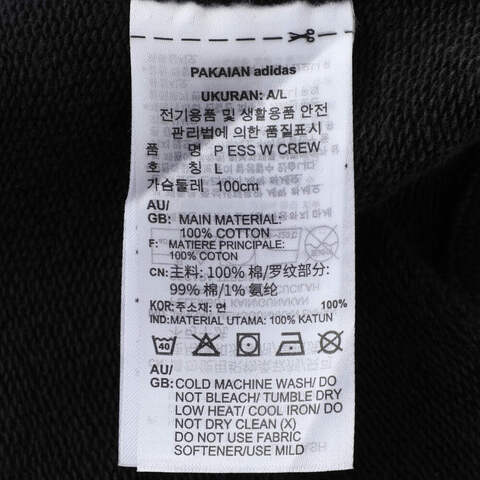 PAKAIAN adidas
UKURAN: A/L
전기용품 및 생활용품 안전
관리법에 의한 품질표시
품 명 P ESS W CREW
호 칭 L
가슴둘레 100cm
AU/
GB: MAIN MATERIAL:
100% COTTON
F: MATIERE PRINCIPALE:
100% COTON
CN: 主料: 100% 棉/罗纹部分:
99% 棉/1% 氨纶
KOR:주소재: 면 100%
IND:MATERIAL UTAMA: 100% KATUN
40
AU/
GB: COLD MACHINE WASH/ DO
NOT BLEACH/ TUMBLE DRY
LOW HEAT/ COOL IRON/ DO
NOT DRY CLEAN (X)
DO NOT USE FABRIC
SOFTENER/USE MILD